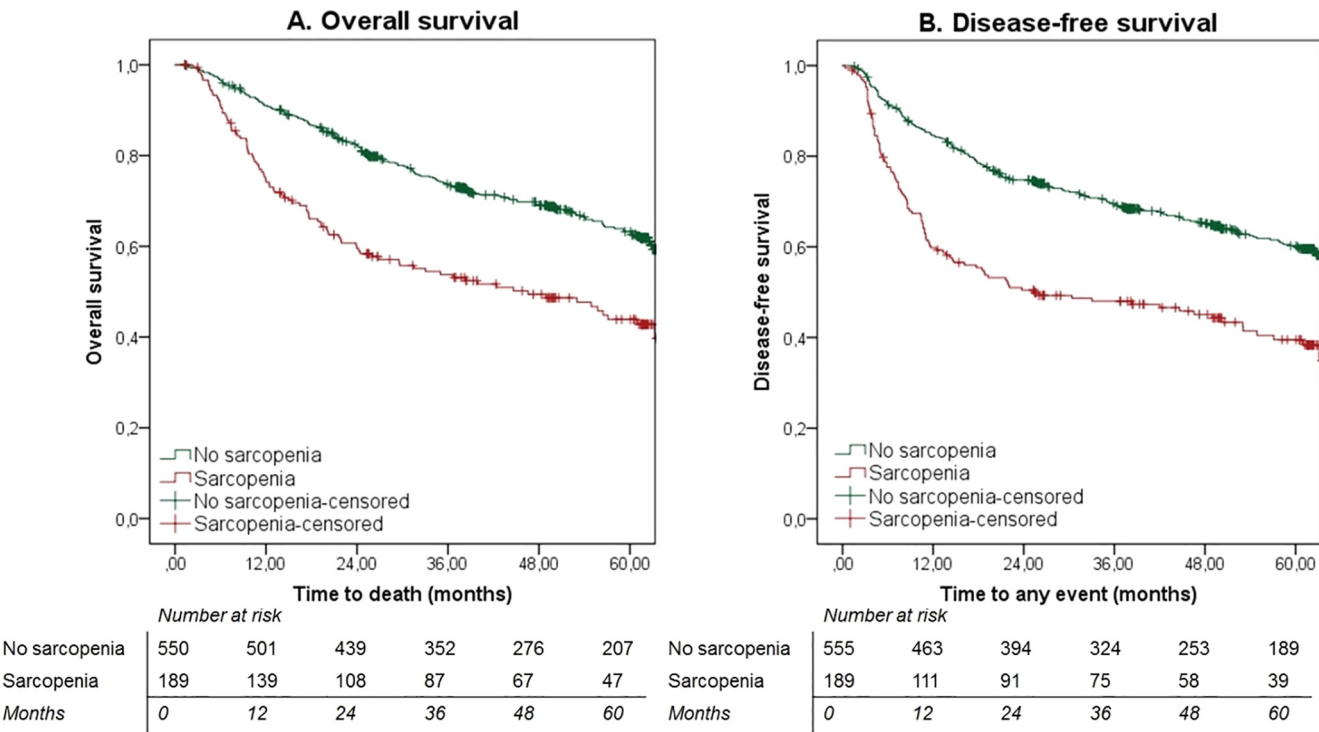 A. Overall survival
Overall survival
1,0
0,8
0,6
0,4
0,2
0,0
No sarcopenia
Sarcopenia
No sarcopenia-censored
Sarcopenia-censored
,00 12,00 24,00 36,00 48,00 60,00
Time to death (months)
Number at risk
No sarcopenia 550 501 439 352 276 207
Sarcopenia 189 139 108 87 67 47
Months 0 12 24 36 48 60
B. Disease-free survival
Disease-free survival
1,0
0,8
0,6
0,4
0,2
0,0
No sarcopenia
Sarcopenia
No sarcopenia-censored
Sarcopenia-censored
,00 12,00 24,00 36,00 48,00 60,00
Time to any event (months)
Number at risk
No sarcopenia 555 463 394 324 253 189
Sarcopenia 189 111 91 75 58 39
Months 0 12 24 36 48 60